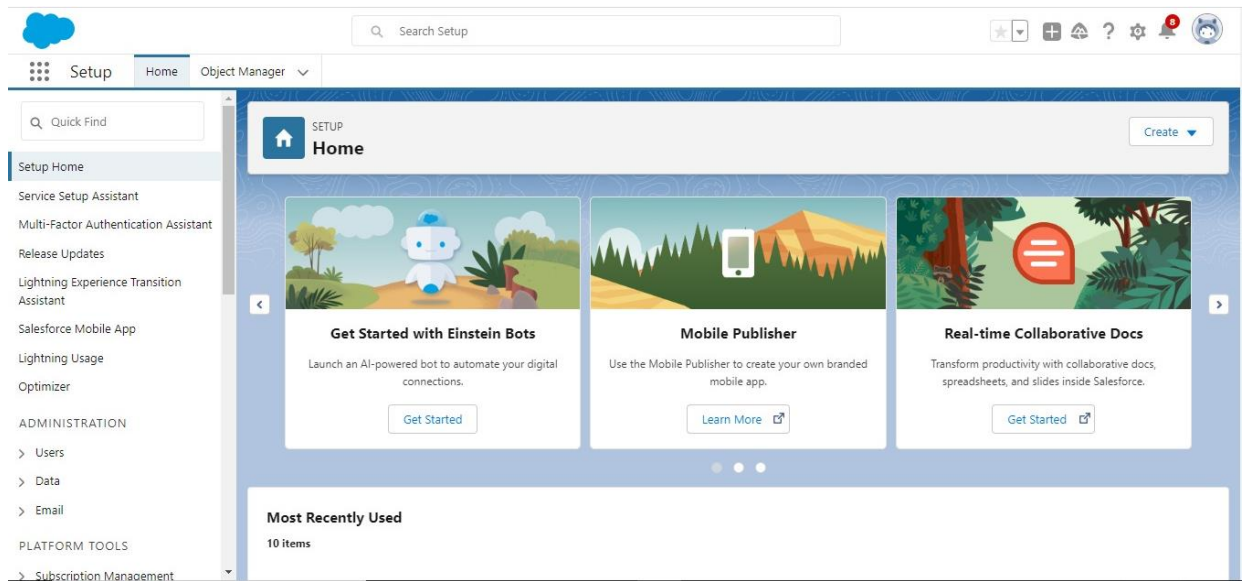 Search Setup
8
Setup
Home
Object Manager
Quick Find
Setup Home
Service Setup Assistant
Multi-Factor Authentication Assistant
Release Updates
Lightning Experience Transition
Assistant
Salesforce Mobile App
Lightning Usage
Optimizer
ADMINISTRATION
Users
Data
Email
PLATFORM TOOLS
Subscription Management
SETUP
Home
Create
Get Started with Einstein Bots
Launch an AI-powered bot to automate your digital
connections.
Get Started
Mobile Publisher
Use the Mobile Publisher to create your own branded
mobile app.
Learn More
Real-time Collaborative Docs
Transform productivity with collaborative docs,
spreadsheets, and slides inside Salesforce.
Get Started
Most Recently Used
10 items